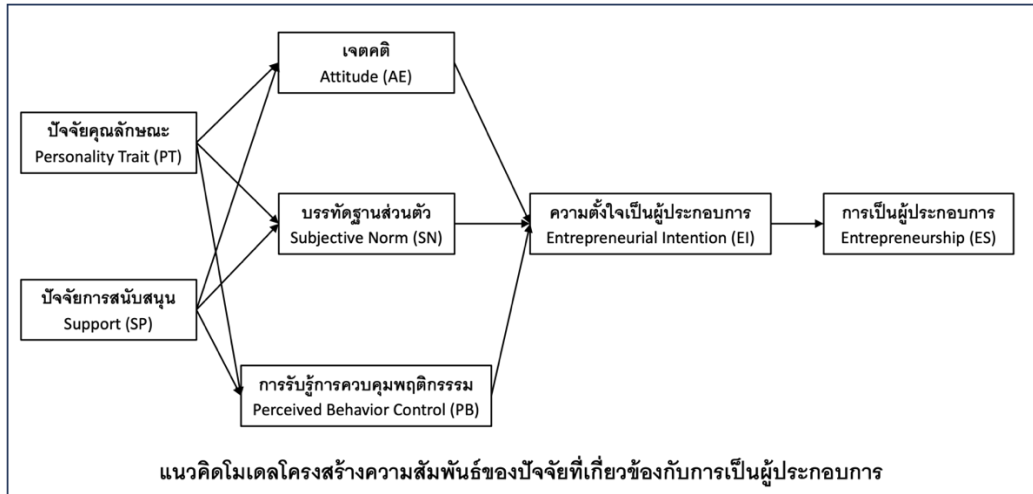 เจตคติ
Attitude (AE)
ปัจจัยคุณลักษณะ
Personality Trait (PT)
บรรทัดฐานส่วนตัว
Subjective Norm (SN)
ความตั้งใจเป็นผู้ประกอบการ
Entrepreneurial Intention (EI)
การเป็นผู้ประกอบการ
Entrepreneurship (ES)
ปัจจัยการสนับสนุน
Support (SP)
การรับรู้การควบคุมพฤติกรรรม
Perceived Behavior Control (PB)
แนวคิดโมเดลโครงสร้างความสัมพันธ์ของปัจจัยที่เกี่ยวข้องกับการเป็นผู้ประกอบการ